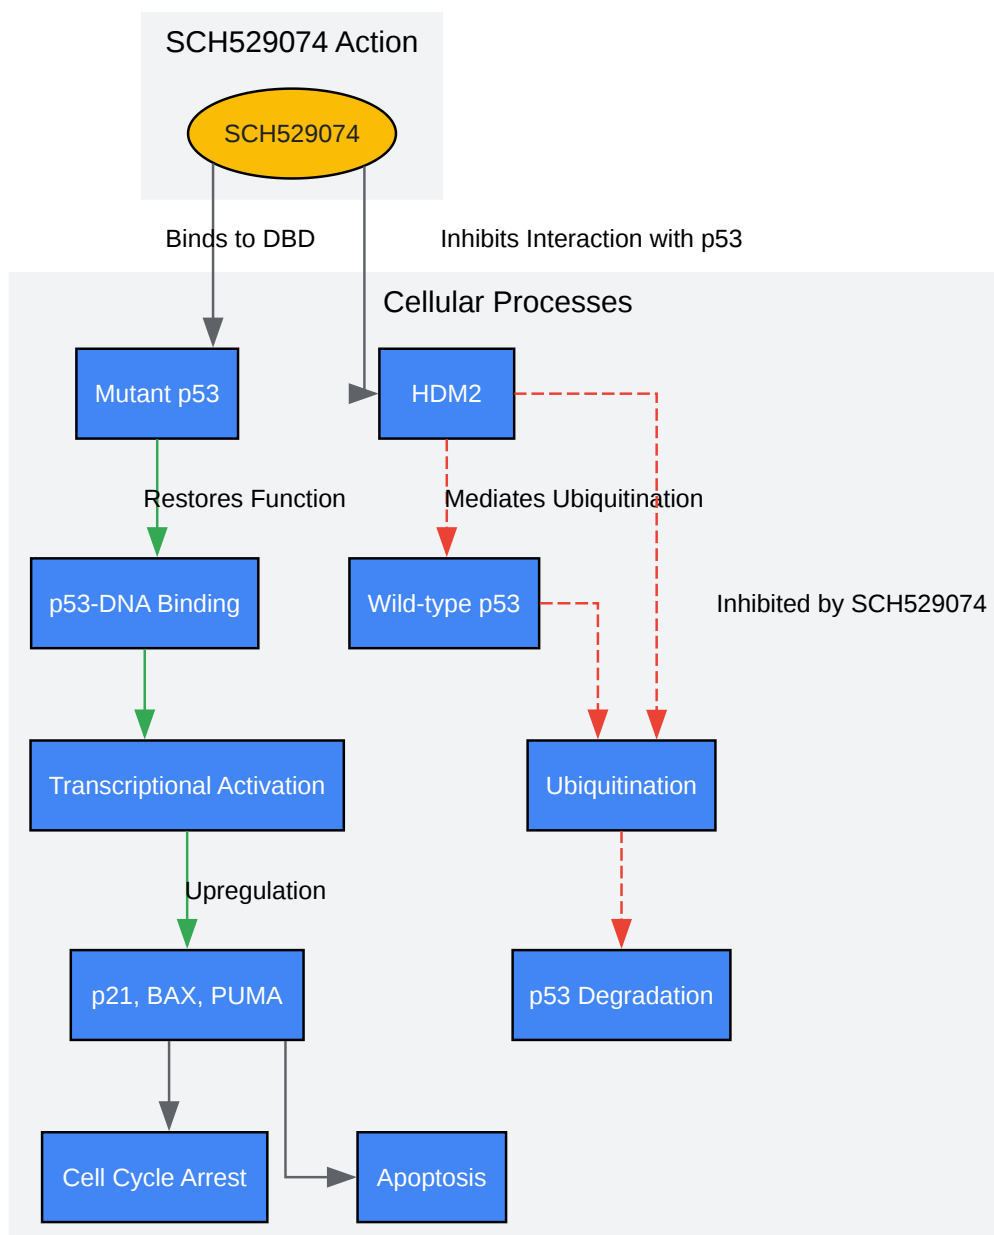 SCH529074 Action
SCH529074
Binds to DBD
Inhibits Interaction with p53
Cellular Processes
Mutant p53
HDM2
Restores Function
Mediates Ubiquitination
p53-DNA Binding
Wild-type p53
Inhibited by SCH529074
Transcriptional Activation
Ubiquitination
Upregulation
p21, BAX, PUMA
p53 Degradation
Cell Cycle Arrest
Apoptosis